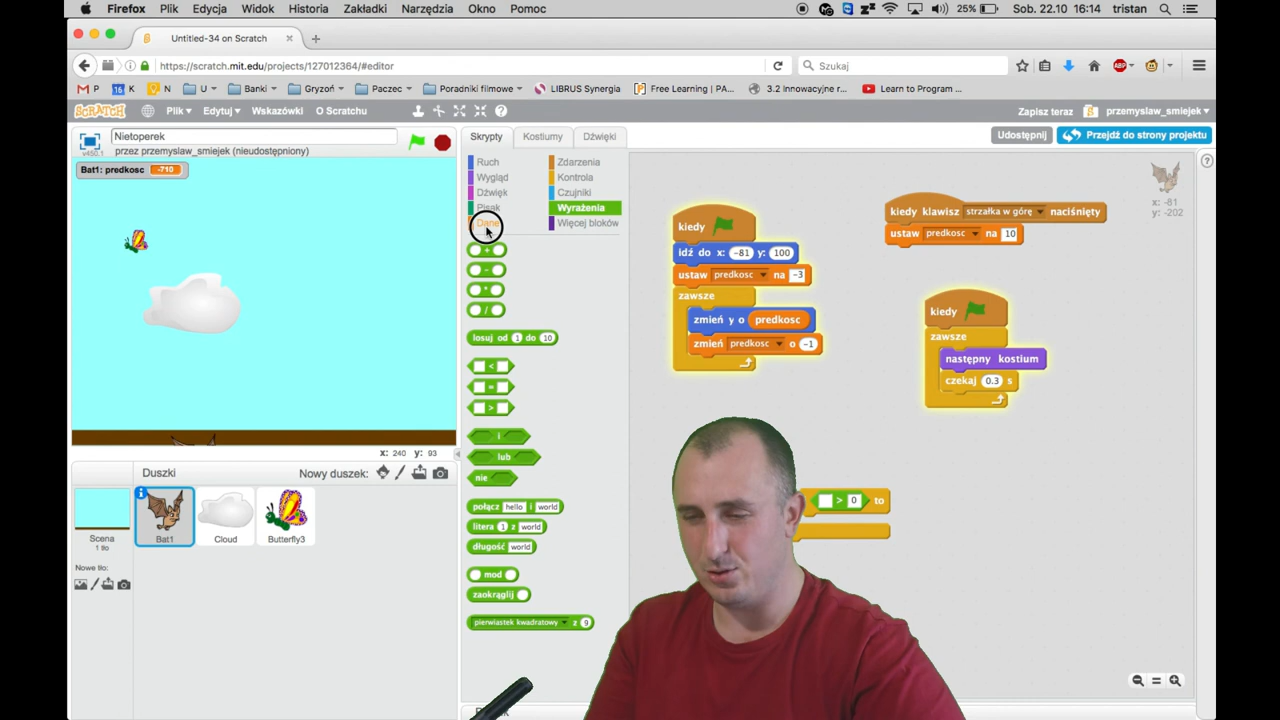 Firefox Plik Edycja Widok Historia Zakładki Narzędzia Okno Pomoc 25% Sob. 22.10 16:14 tristan
Untitled-34 on Scratch
https://scratch.mit.edu/projects/127012364/#editor Szukaj
P 16 K N U Banki Gryzoń Paczec Poradniki filmowe LIBRUS Synergia Free Learning | PA... 3.2 Innowacyjne r... Learn to Program ...
SCRATCH Plik Edytuj Wskazówki O Scratchu Zapisz teraz przemyslaw_smiejek
Nietoperek
v450.1 przez przemyslaw_smiejek (nieudostępniony)
Skrypty Kostiumy Dźwięki
Udostępnij Przejdź do strony projektu
Bat1: predkosc -710
Ruch Zdarzenia
Wygląd Kontrola
Dźwięk Czujniki
Pisak Wyrażenia
Dane Więcej bloków
+
-
*
/
losuj od 1 do 10
<
=
>
i
lub
nie
połącz hello i world
litera 1 z world
długość world
mod
zaokrąglij
pierwiastek kwadratowy z 9
kiedy
idź do x: -81 y: 100
ustaw predkosc na -3
zawsze
zmień y o predkosc
zmień predkosc o -1
kiedy klawisz strzałka w górę naciśnięty
ustaw predkosc na 10
kiedy
zawsze
następny kostium
czekaj 0.3 s
> 0 to
x: -81
y: -202
x: 240 y: 93
Duszki Nowy duszek:
Scena
1 tło
Bat1 Cloud Butterfly3
Nowe tło: